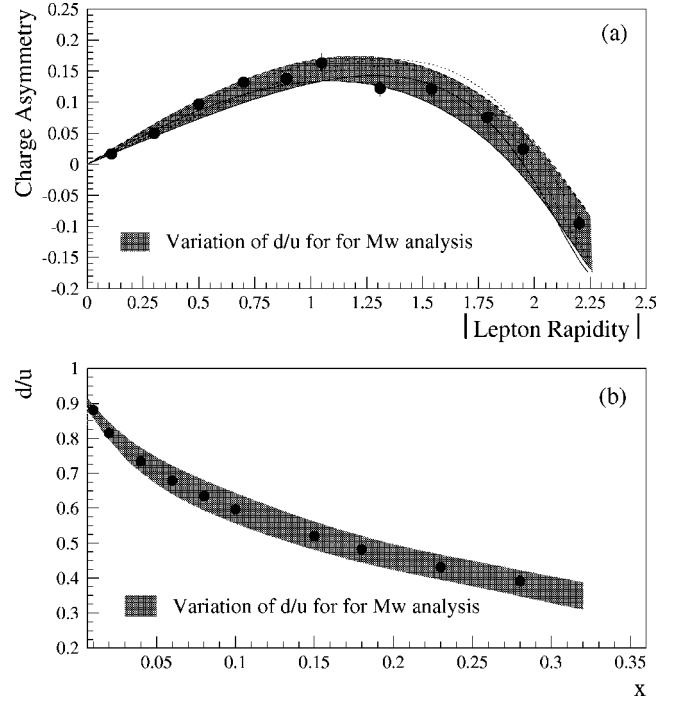 Charge Asymmetry
0.25
0.2
0.15
0.1
0.05
0
-0.05
-0.1
-0.15
-0.2
(a)
Variation of d/u for for Mw analysis
0 0.25 0.5 0.75 1 1.25 1.5 1.75 2 2.25 2.5
| Lepton Rapidity |
d/u
1
0.9
0.8
0.7
0.6
0.5
0.4
0.3
0.2
(b)
Variation of d/u for for Mw analysis
0.05 0.1 0.15 0.2 0.25 0.3 0.35
x